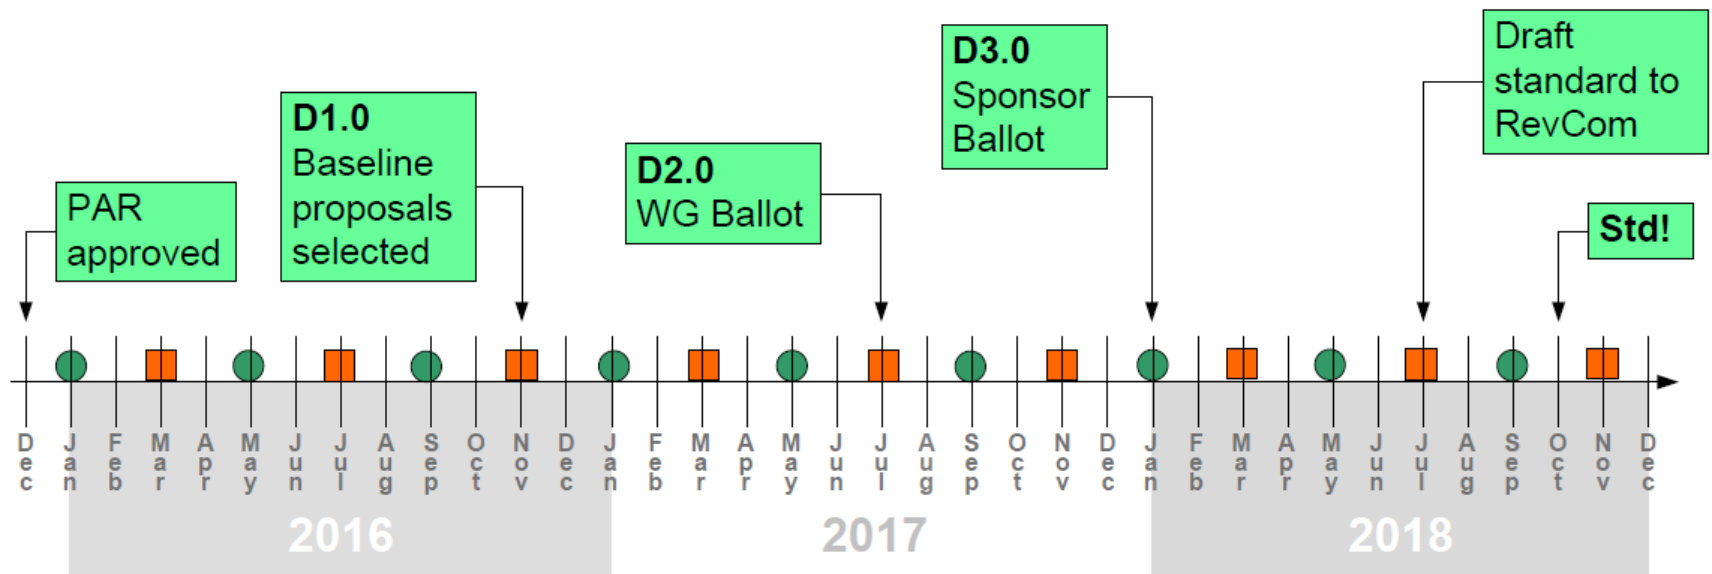 PAR
approved
D1.0
Baseline
proposals
selected
D2.0
WG Ballot
D3.0
Sponsor
Ballot
Draft
standard to
RevCom
Std!
Dec Jan Feb Mar Apr May Jun Jul Aug Sep Oct Nov Dec Jan Feb Mar Apr May Jun Jul Aug Sep Oct Nov Dec Jan Feb Mar Apr May Jun Jul Aug Sep Oct Nov Dec
2016 2017 2018